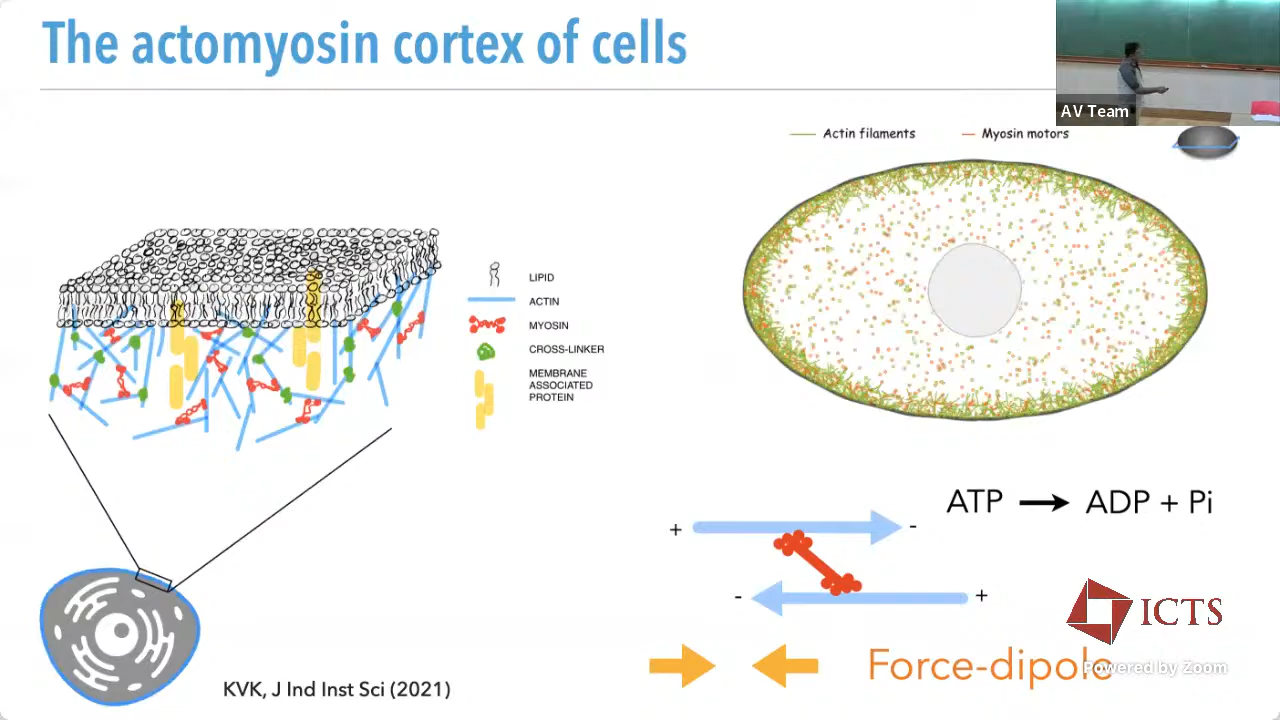 The actomyosin cortex of cells
AV Team
Actin filaments
Myosin motors
LIPID
ACTIN
MYOSIN
CROSS-LINKER
MEMBRANE
ASSOCIATED
PROTEIN
ATP → ADP + Pi
+ -
- +
ICTS
Force-dipole
Powered by Zoom
KVK, J Ind Inst Sci (2021)